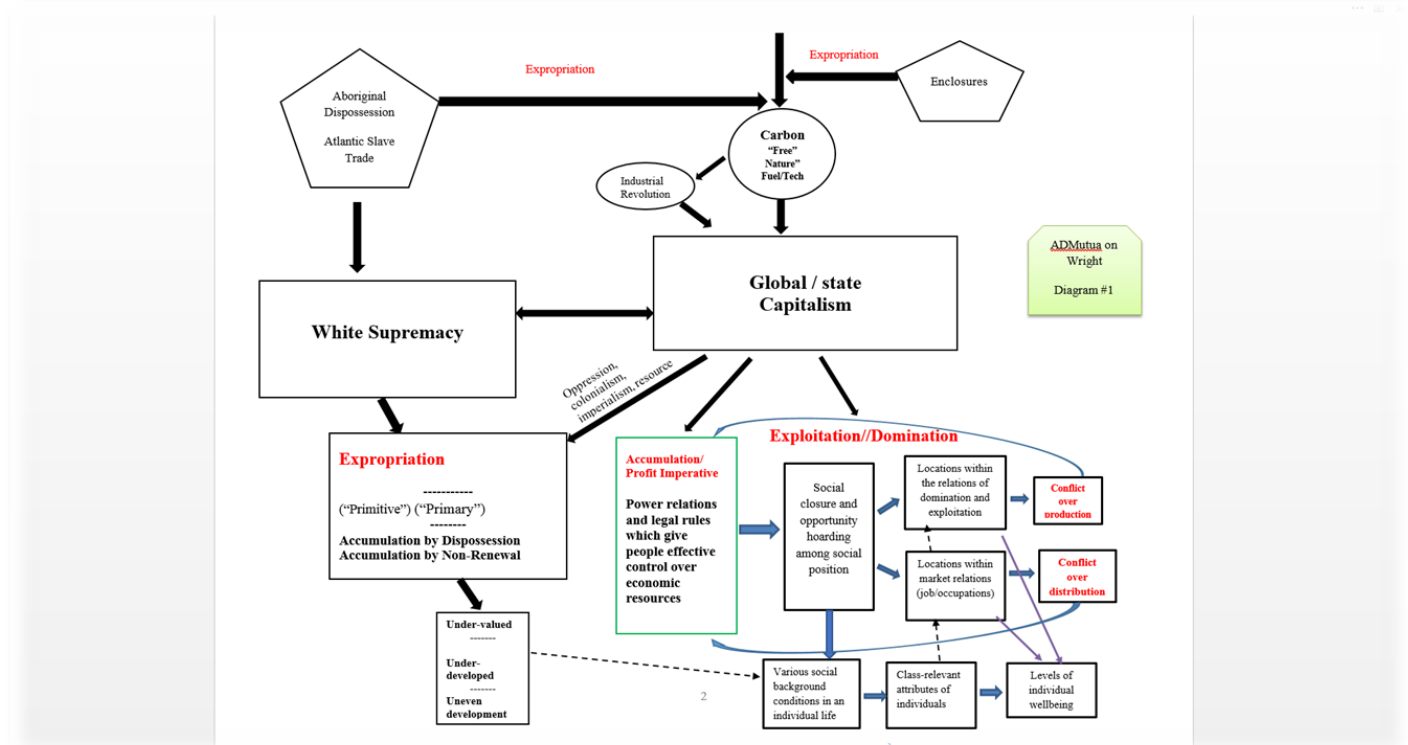 Expropriation
Expropriation
Aboriginal
Dispossession
Atlantic Slave
Trade
Enclosures
Carbon
“Free”
Nature”
Fuel/Tech
Industrial
Revolution
ADMutua on
Wright
Diagram #1
Global / state
Capitalism
White Supremacy
Oppression,
colonialism,
imperialism, resource
Expropriation
-----------
(“Primitive”) (“Primary”)
--------
Accumulation by Dispossession
Accumulation by Non-Renewal
Accumulation/
Profit Imperative
Power relations
and legal rules
which give
people effective
control over
economic
resources
Exploitation//Domination
Social
closure and
opportunity
hoarding
among social
position
Locations within
the relations of
domination and
exploitation
Conflict
over
production
Locations within
market relations
(job/occupations)
Conflict
over
distribution
Under-valued
-------
Under-
developed
-------
Uneven
development
Various social
background
conditions in an
individual life
Class-relevant
attributes of
individuals
Levels of
individual
wellbeing
2